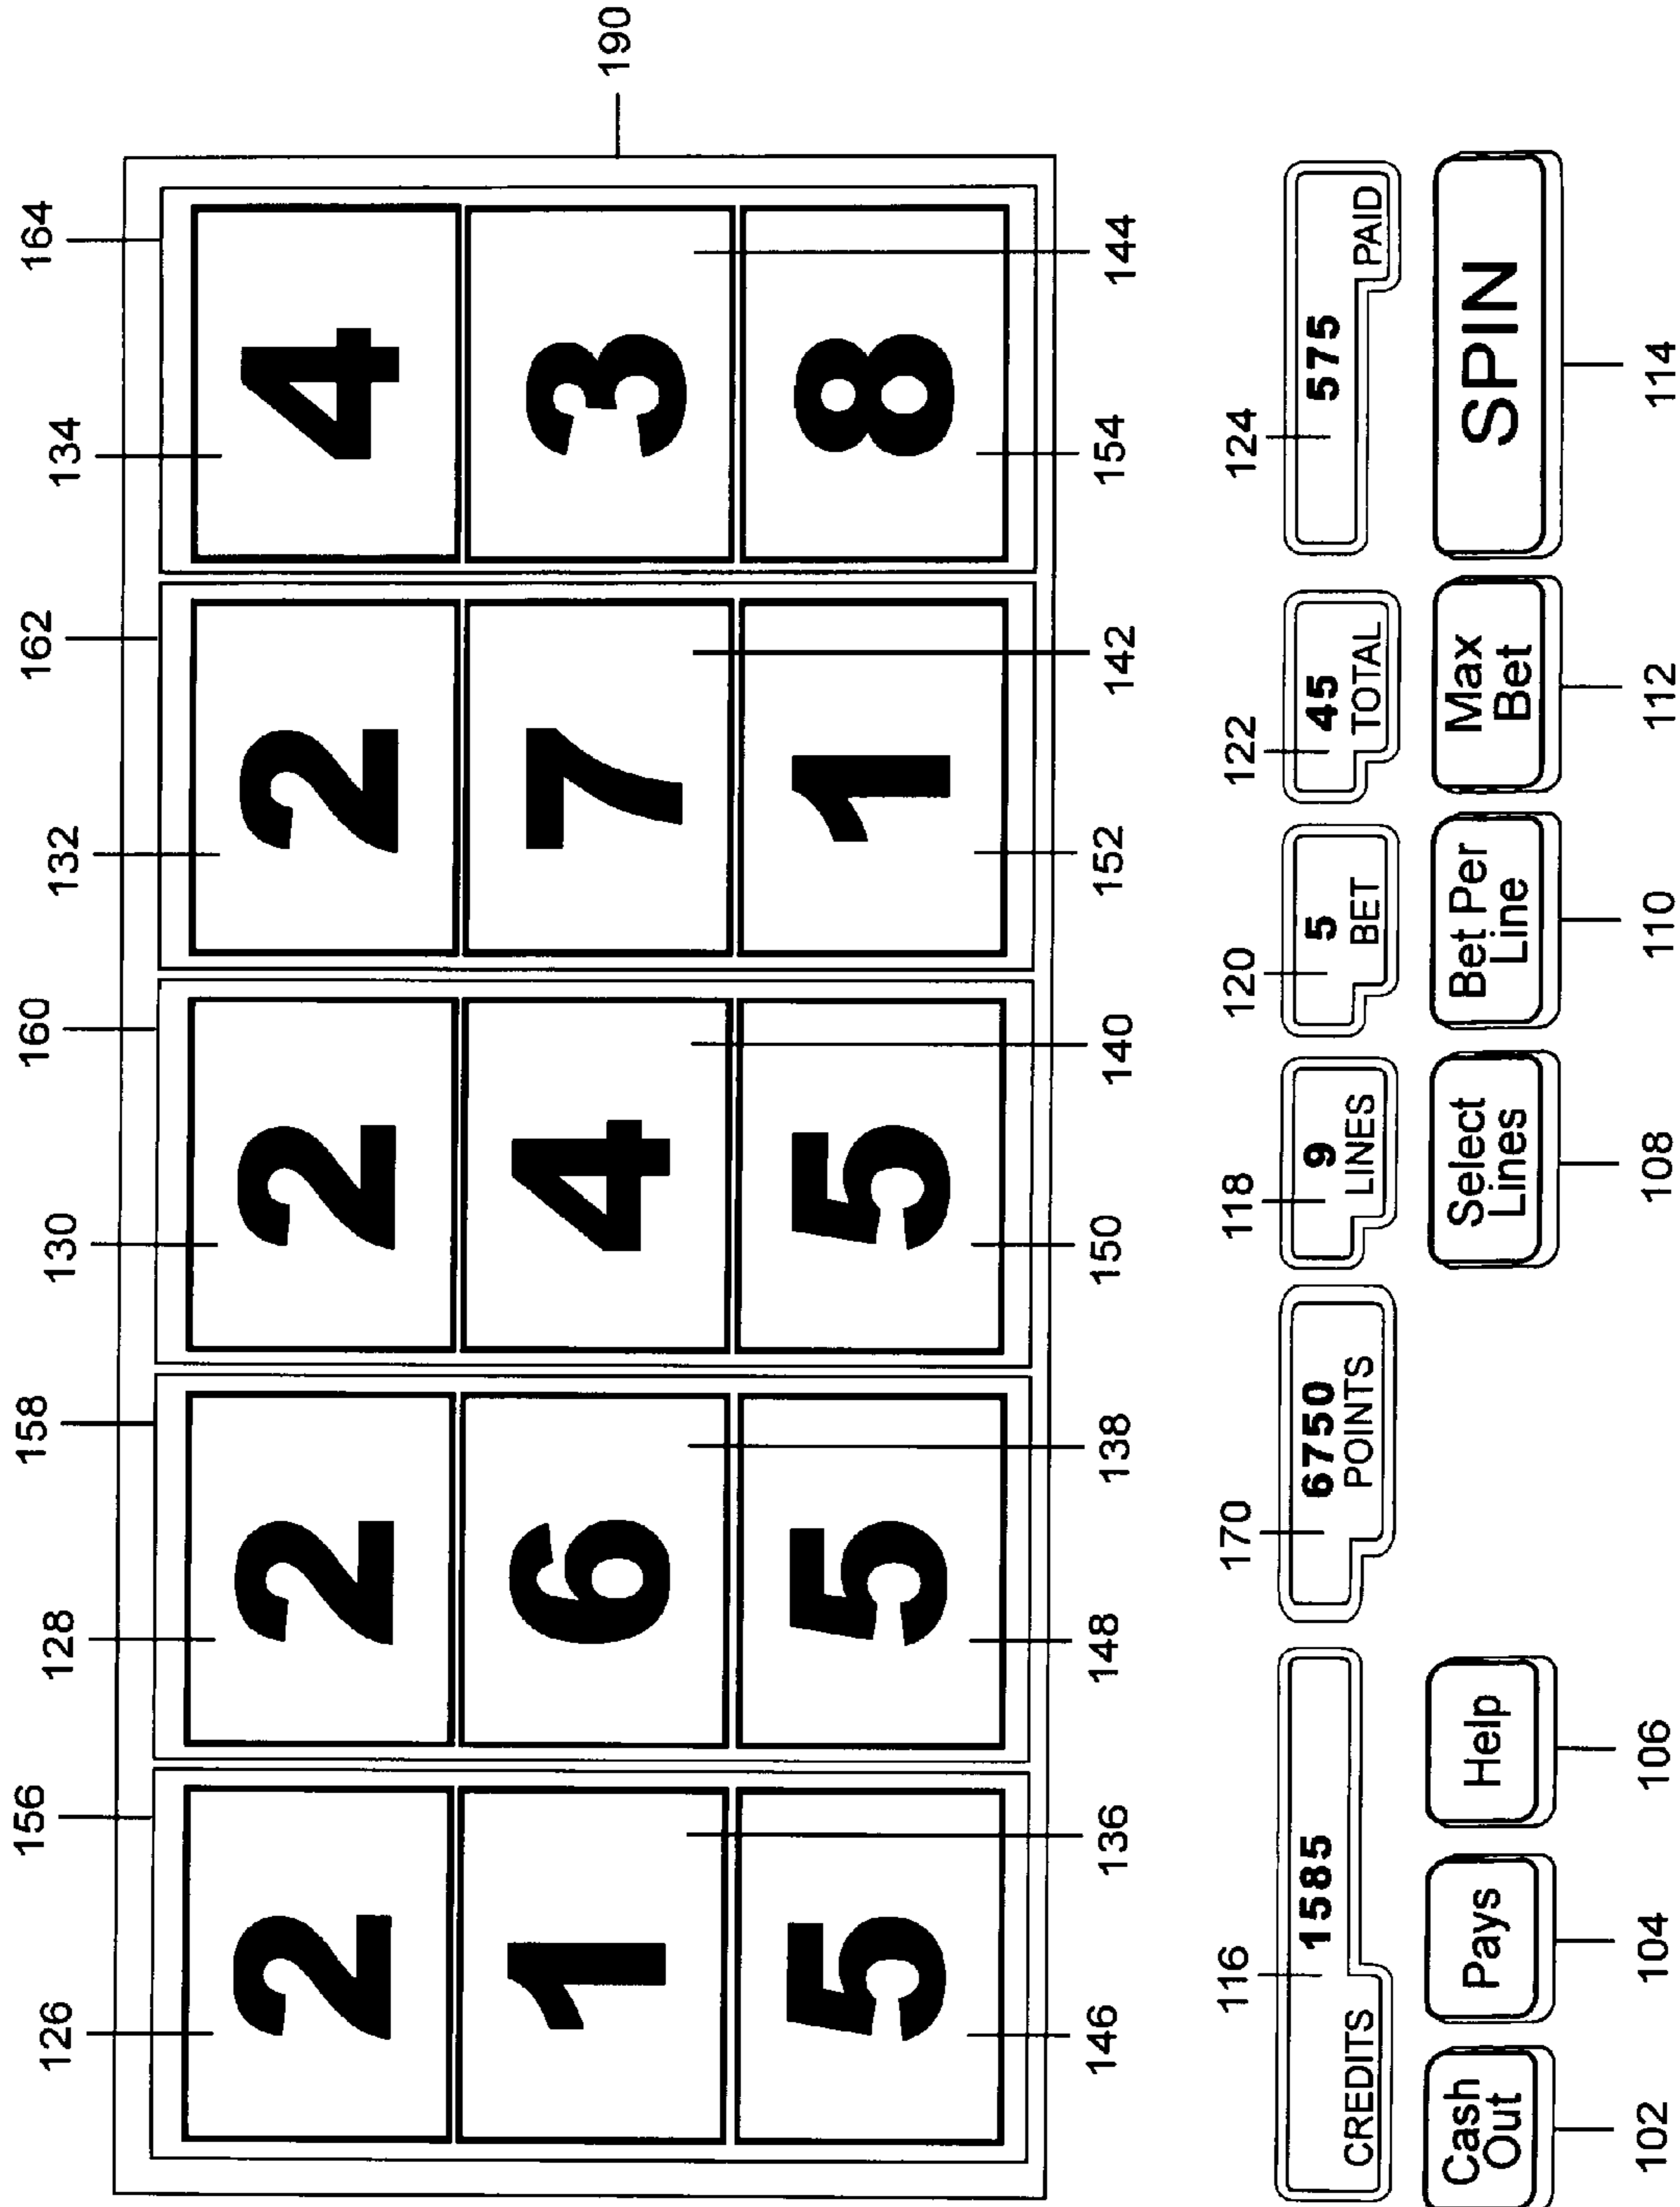 156 158 160 162 164
126 128 130 132 134
2 2 2 2 4
190
1 6 4 7 3
5 5 5 1 8
136 138 140 142 144
146 148 150 152 154
116 170 118 120 122 124
1585 6750 9 5 45 575
CREDITS POINTS LINES BET TOTAL PAID
Cash Out Pays Help Select Lines Bet Per Line Max Bet SPIN
102 104 106 108 110 112 114